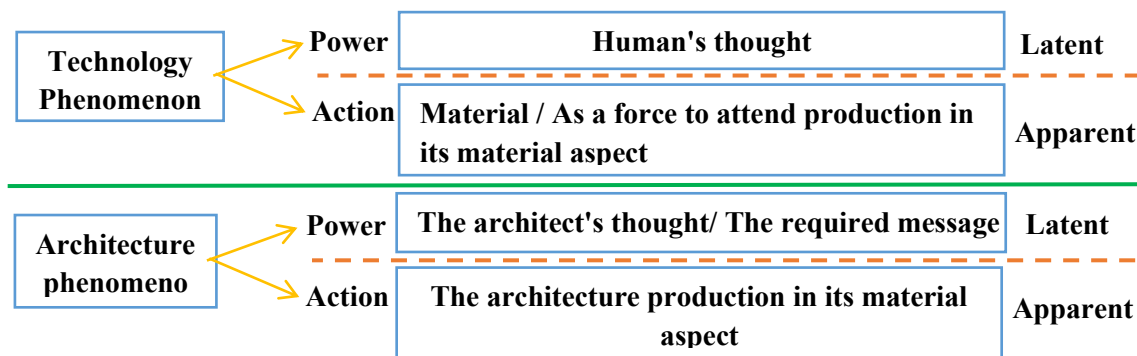 Technology
Phenomenon
Power
Human's thought
Latent
Action
Material / As a force to attend production in
its material aspect
Apparent
Architecture
phenomeno
Power
The architect's thought/ The required message
Latent
Action
The architecture production in its material
aspect
Apparent